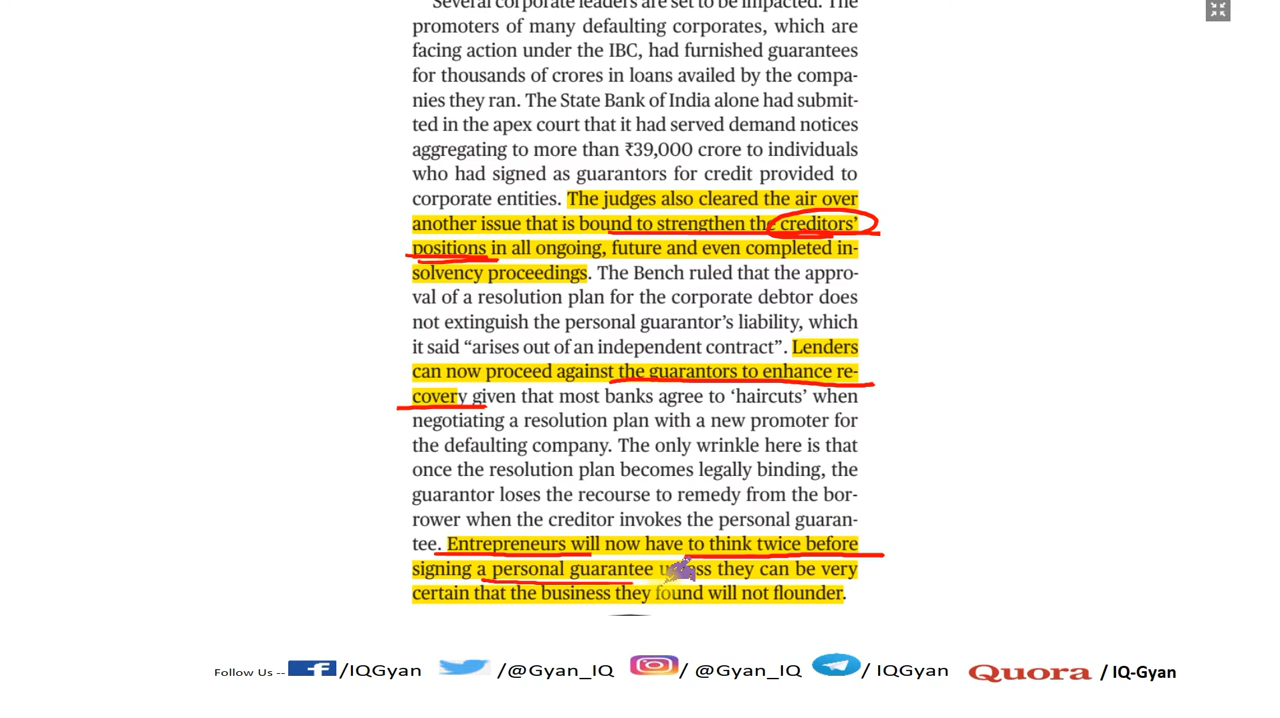 Several corporate leaders are set to be impacted. The
promoters of many defaulting corporates, which are
facing action under the IBC, had furnished guarantees
for thousands of crores in loans availed by the compa-
nies they ran. The State Bank of India alone had submit-
ted in the apex court that it had served demand notices
aggregating to more than ₹39,000 crore to individuals
who had signed as guarantors for credit provided to
corporate entities. The judges also cleared the air over
another issue that is bound to strengthen the creditors’
positions in all ongoing, future and even completed in-
solvency proceedings. The Bench ruled that the appro-
val of a resolution plan for the corporate debtor does
not extinguish the personal guarantor’s liability, which
it said “arises out of an independent contract”. Lenders
can now proceed against the guarantors to enhance re-
covery given that most banks agree to ‘haircuts’ when
negotiating a resolution plan with a new promoter for
the defaulting company. The only wrinkle here is that
once the resolution plan becomes legally binding, the
guarantor loses the recourse to remedy from the bor-
rower when the creditor invokes the personal guaran-
tee. Entrepreneurs will now have to think twice before
signing a personal guarantee unless they can be very
certain that the business they found will not flounder.
Follow Us -- f /IQGyan /@Gyan_IQ / @Gyan_IQ / IQGyan Quora / IQ-Gyan